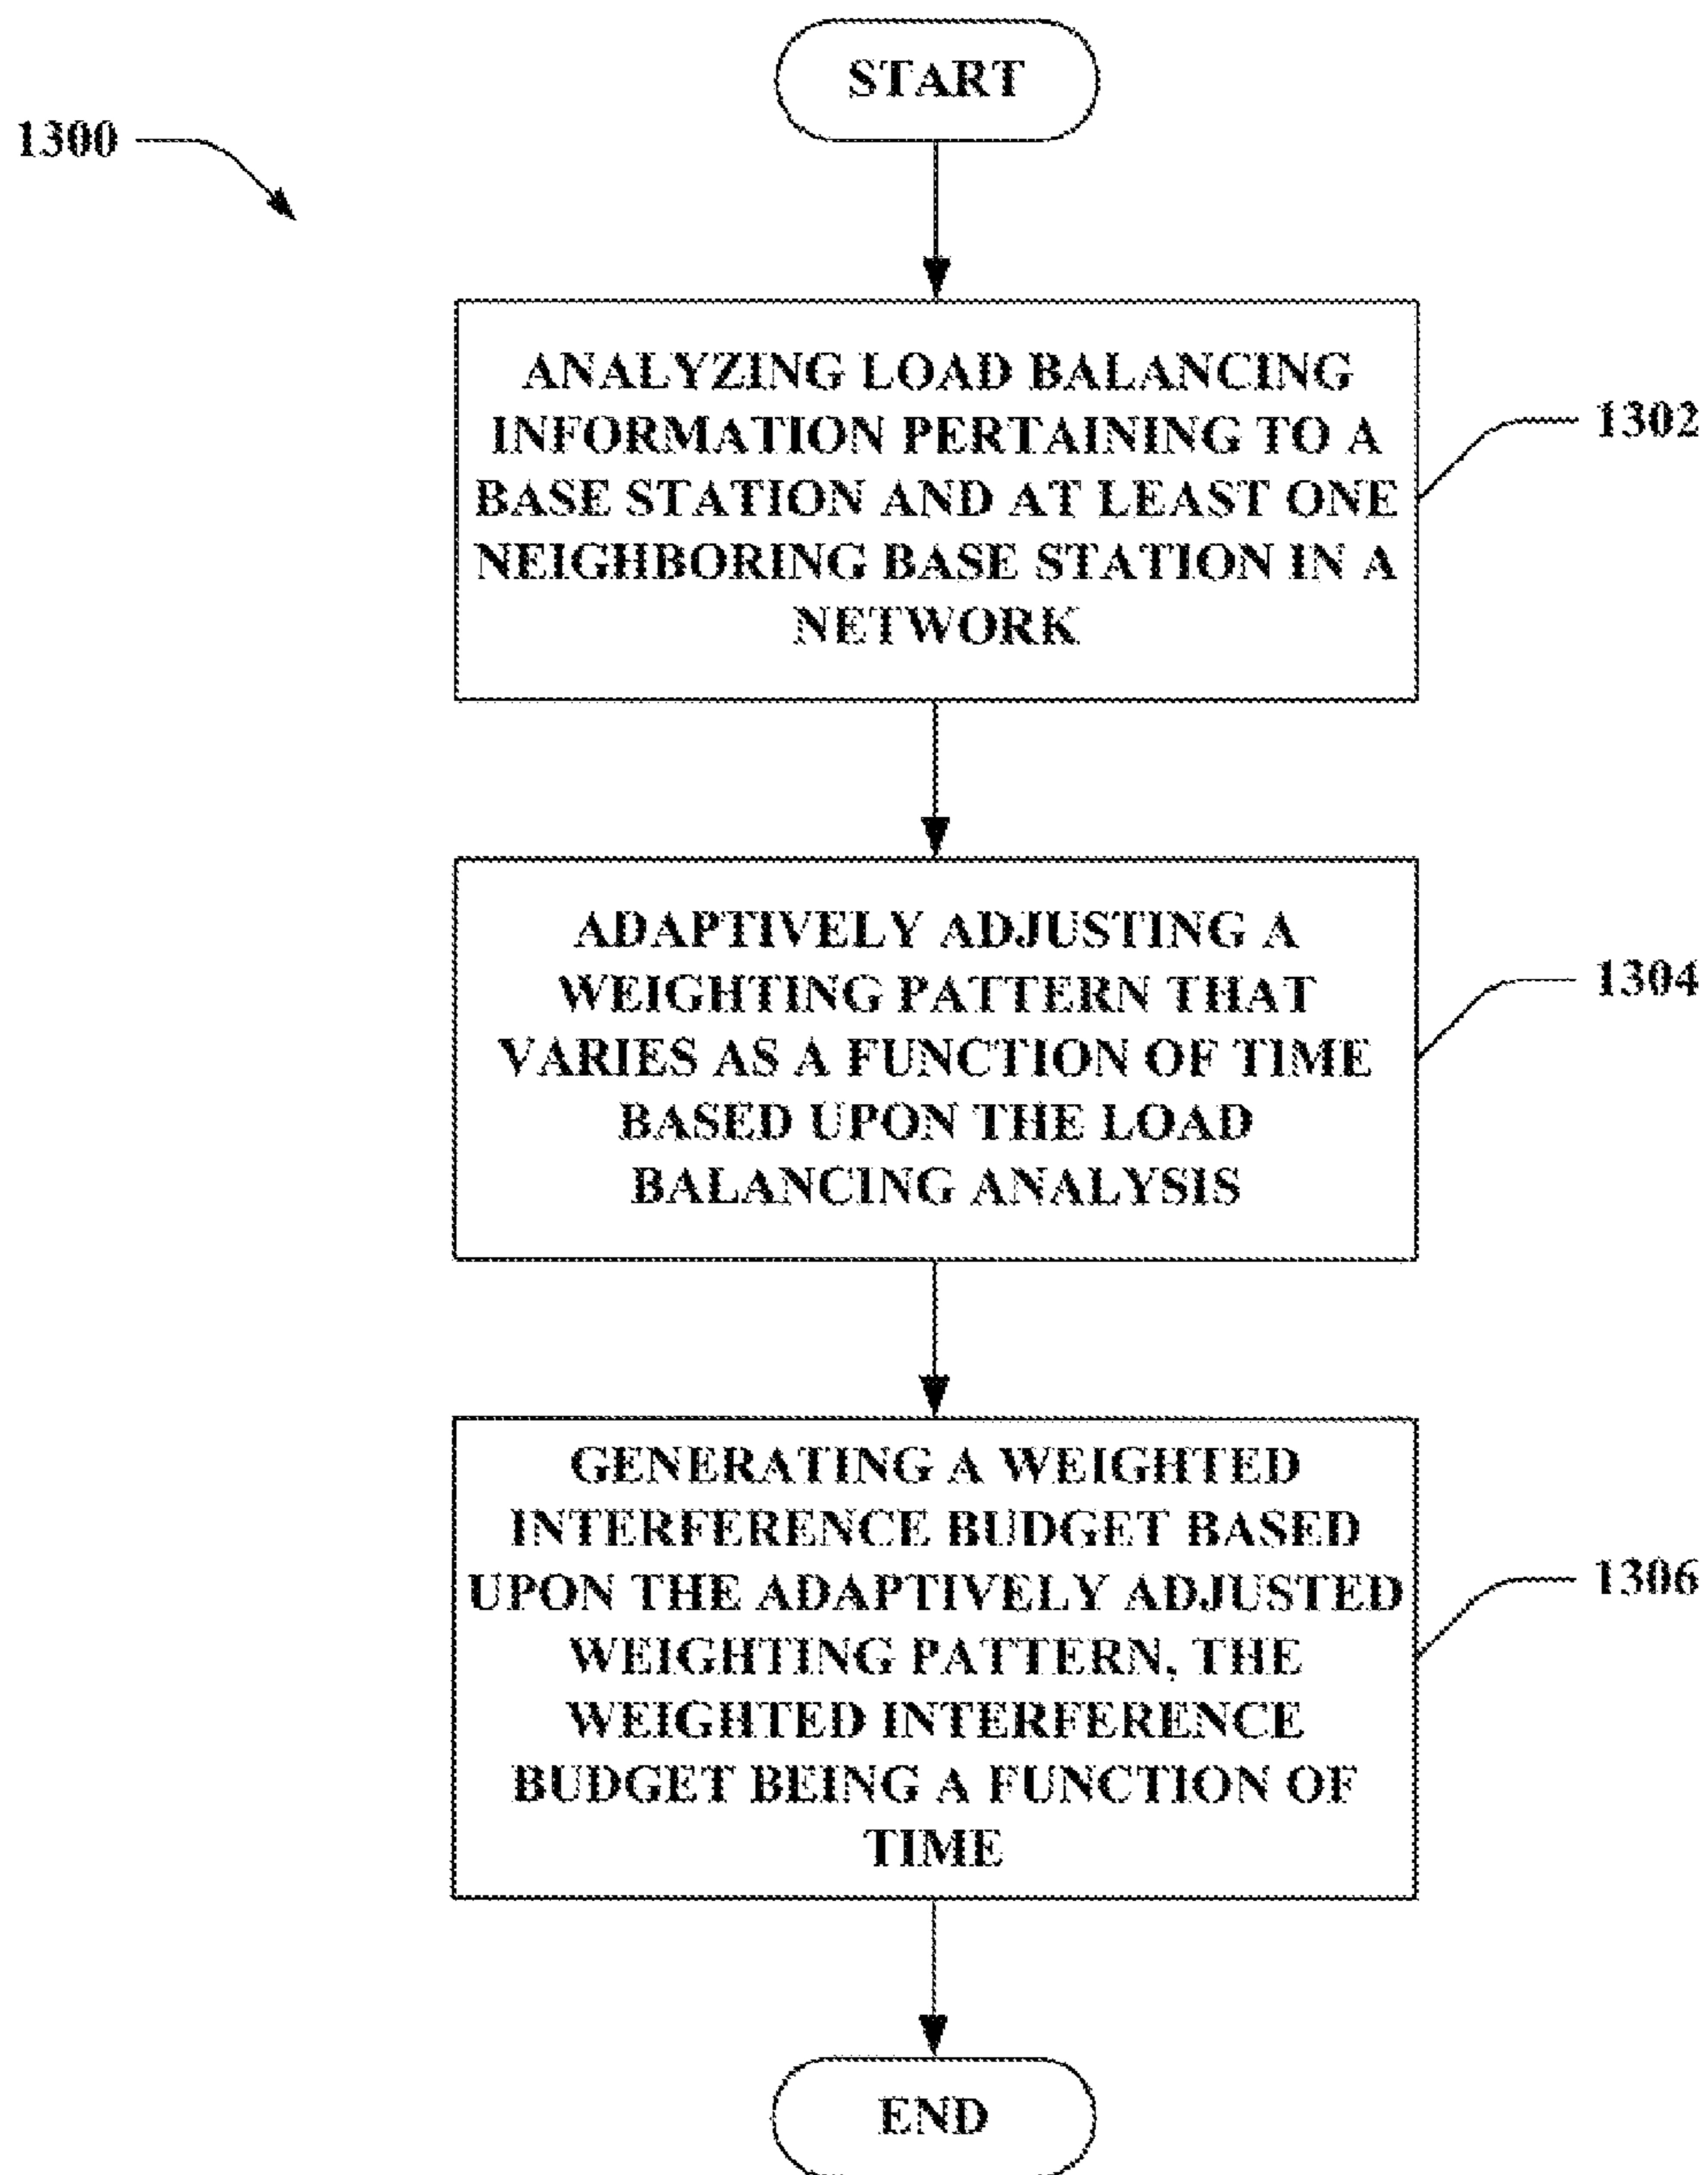 START
1300
ANALYZING LOAD BALANCING
INFORMATION PERTAINING TO A
BASE STATION AND AT LEAST ONE
NEIGHBORING BASE STATION IN A
NETWORK
1302
ADAPTIVELY ADJUSTING A
WEIGHTING PATTERN THAT
VARIES AS A FUNCTION OF TIME
BASED UPON THE LOAD
BALANCING ANALYSIS
1304
GENERATING A WEIGHTED
INTERFERENCE BUDGET BASED
UPON THE ADAPTIVELY ADJUSTED
WEIGHTING PATTERN, THE
WEIGHTED INTERFERENCE
BUDGET BEING A FUNCTION OF
TIME
1306
END